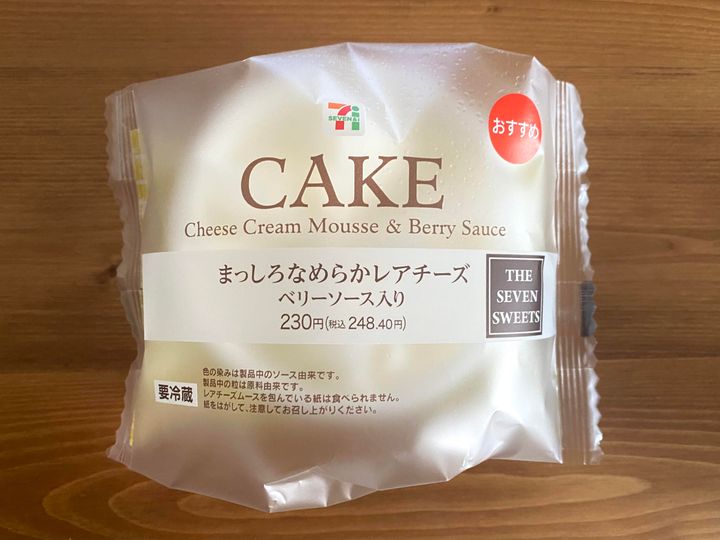 SEVEN&i
おすすめ
CAKE
Cheese Cream Mousse & Berry Sauce
まっしろなめらかレアチーズ
ベリーソース入り
230円(税込 248.40円)
THE
SEVEN
SWEETS
要冷蔵
色の染みは製品中のソース由来です。
製品中の粒は原料由来です。
レアチーズムースを包んでいる紙は食べられません。
紙をはがして、注意してお召し上がりください。